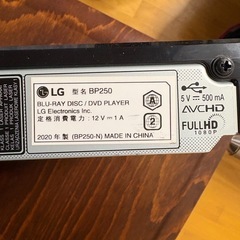 LG 型名 BP250
BLU-RAY DISC / DVD PLAYER
LG Electronics Inc.
定格消費電力 : 12 V ⎓ 1 A
2020 年製 (BP250-N) MADE IN CHINA
A
2
5 V ⎓ 500 mA
AVCHD
FULL HD
1080P